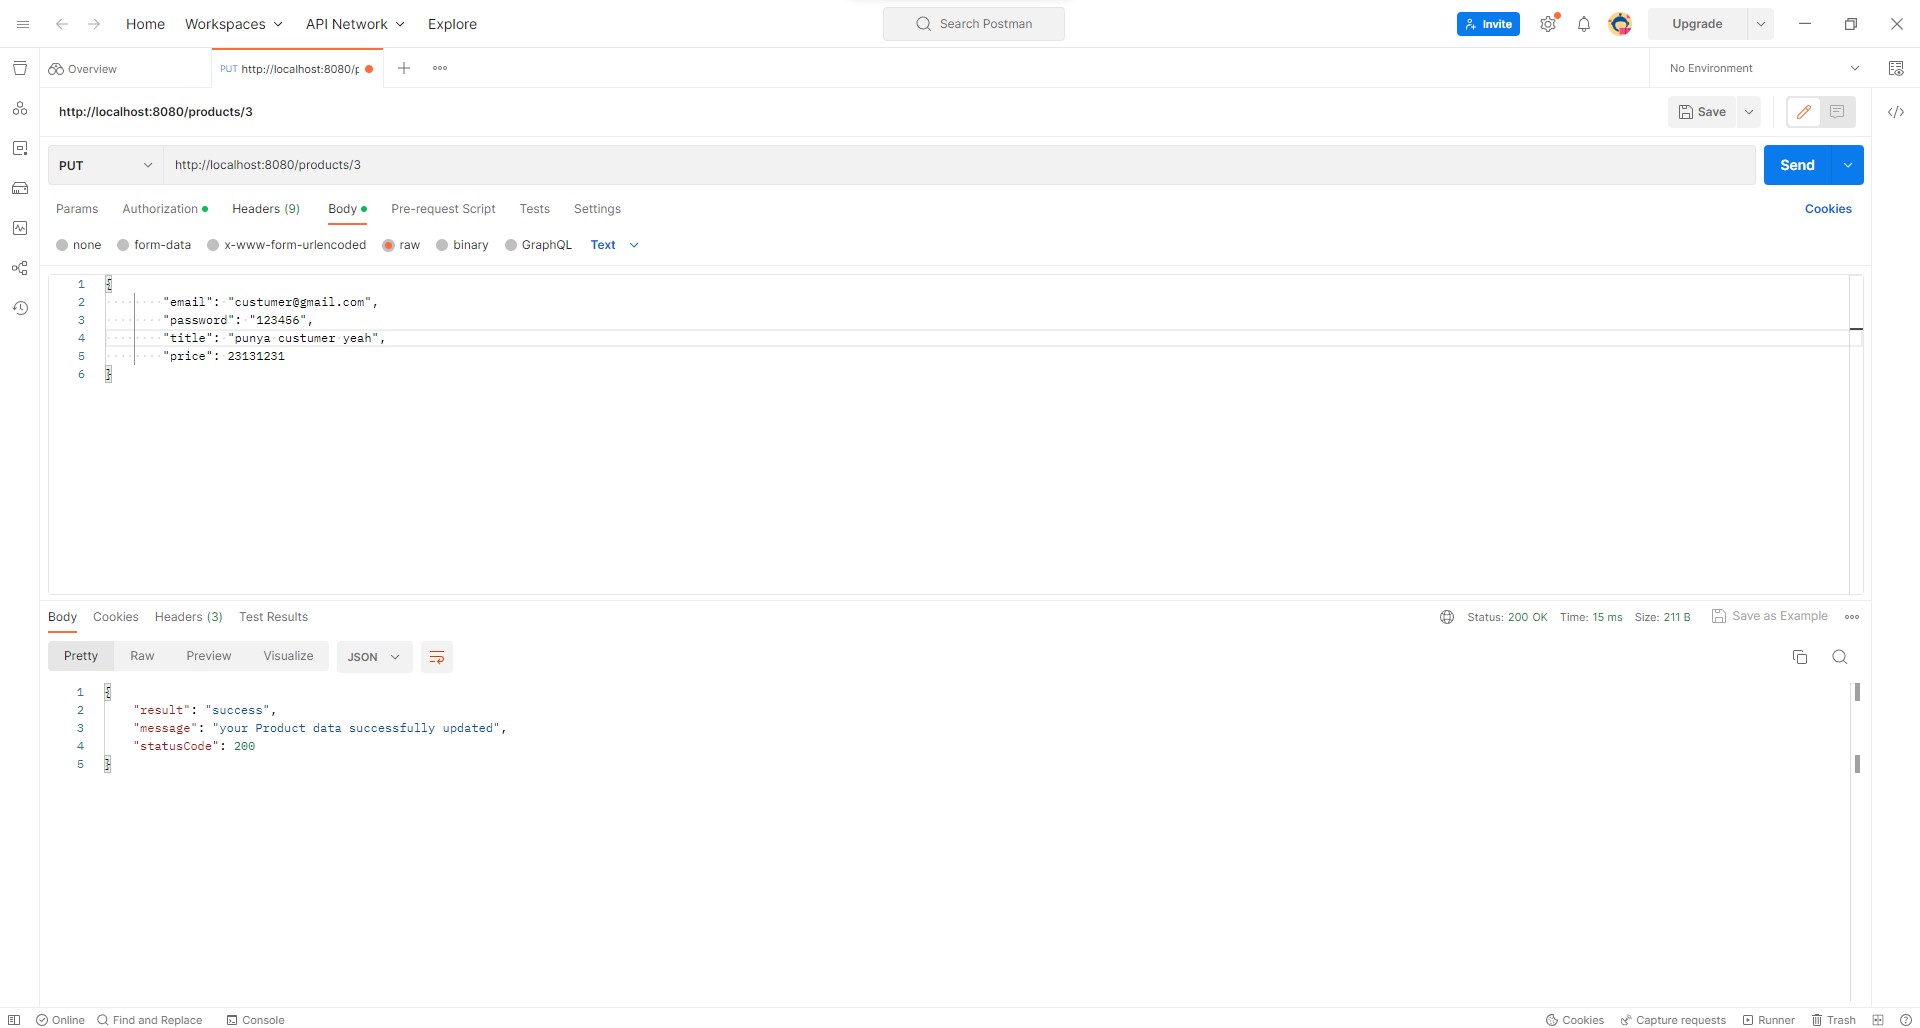 Home Workspaces API Network Explore Search Postman Invite Upgrade
Overview PUT http://localhost:8080/p No Environment
http://localhost:8080/products/3 Save
PUT http://localhost:8080/products/3 Send
Params Authorization Headers (9) Body Pre-request Script Tests Settings Cookies
none form-data x-www-form-urlencoded raw binary GraphQL Text
1 {
2 "email": "custumer@gmail.com",
3 "password": "123456",
4 "title": "punya custumer yeah",
5 "price": 23131231
6 }
Body Cookies Headers (3) Test Results Status: 200 OK Time: 15 ms Size: 211 B Save as Example
Pretty Raw Preview Visualize JSON
1 {
2 "result": "success",
3 "message": "your Product data successfully updated",
4 "statusCode": 200
5 }
Online Find and Replace Console Cookies Capture requests Runner Trash